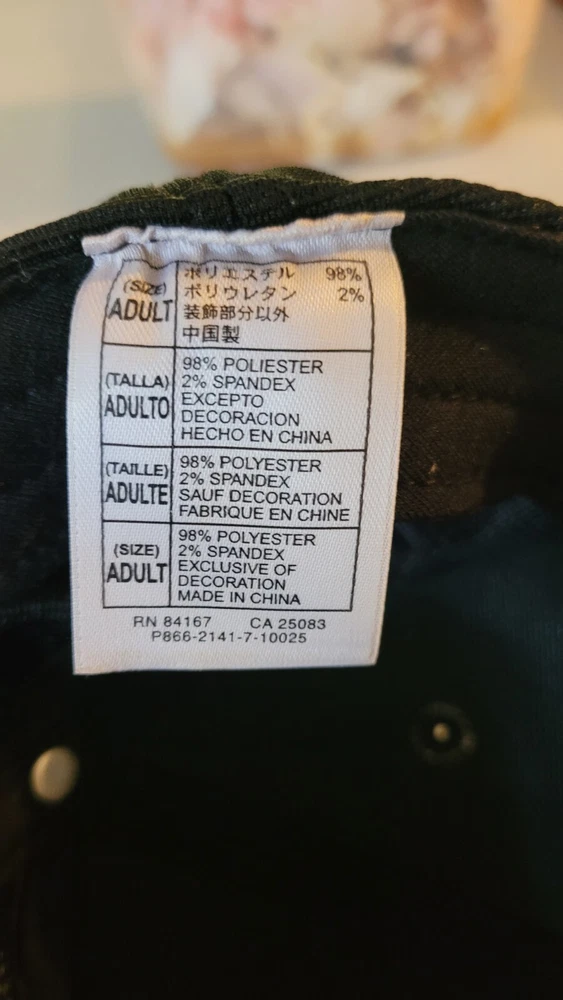 (SIZE)
ADULT
ポリエステル 98%
ポリウレタン 2%
装飾部分以外
中国製
(TALLA)
ADULTO
98% POLIESTER
2% SPANDEX
EXCEPTO
DECORACION
HECHO EN CHINA
(TAILLE)
ADULTE
98% POLYESTER
2% SPANDEX
SAUF DECORATION
FABRIQUE EN CHINE
(SIZE)
ADULT
98% POLYESTER
2% SPANDEX
EXCLUSIVE OF
DECORATION
MADE IN CHINA
RN 84167 CA 25083
P866-2141-7-10025